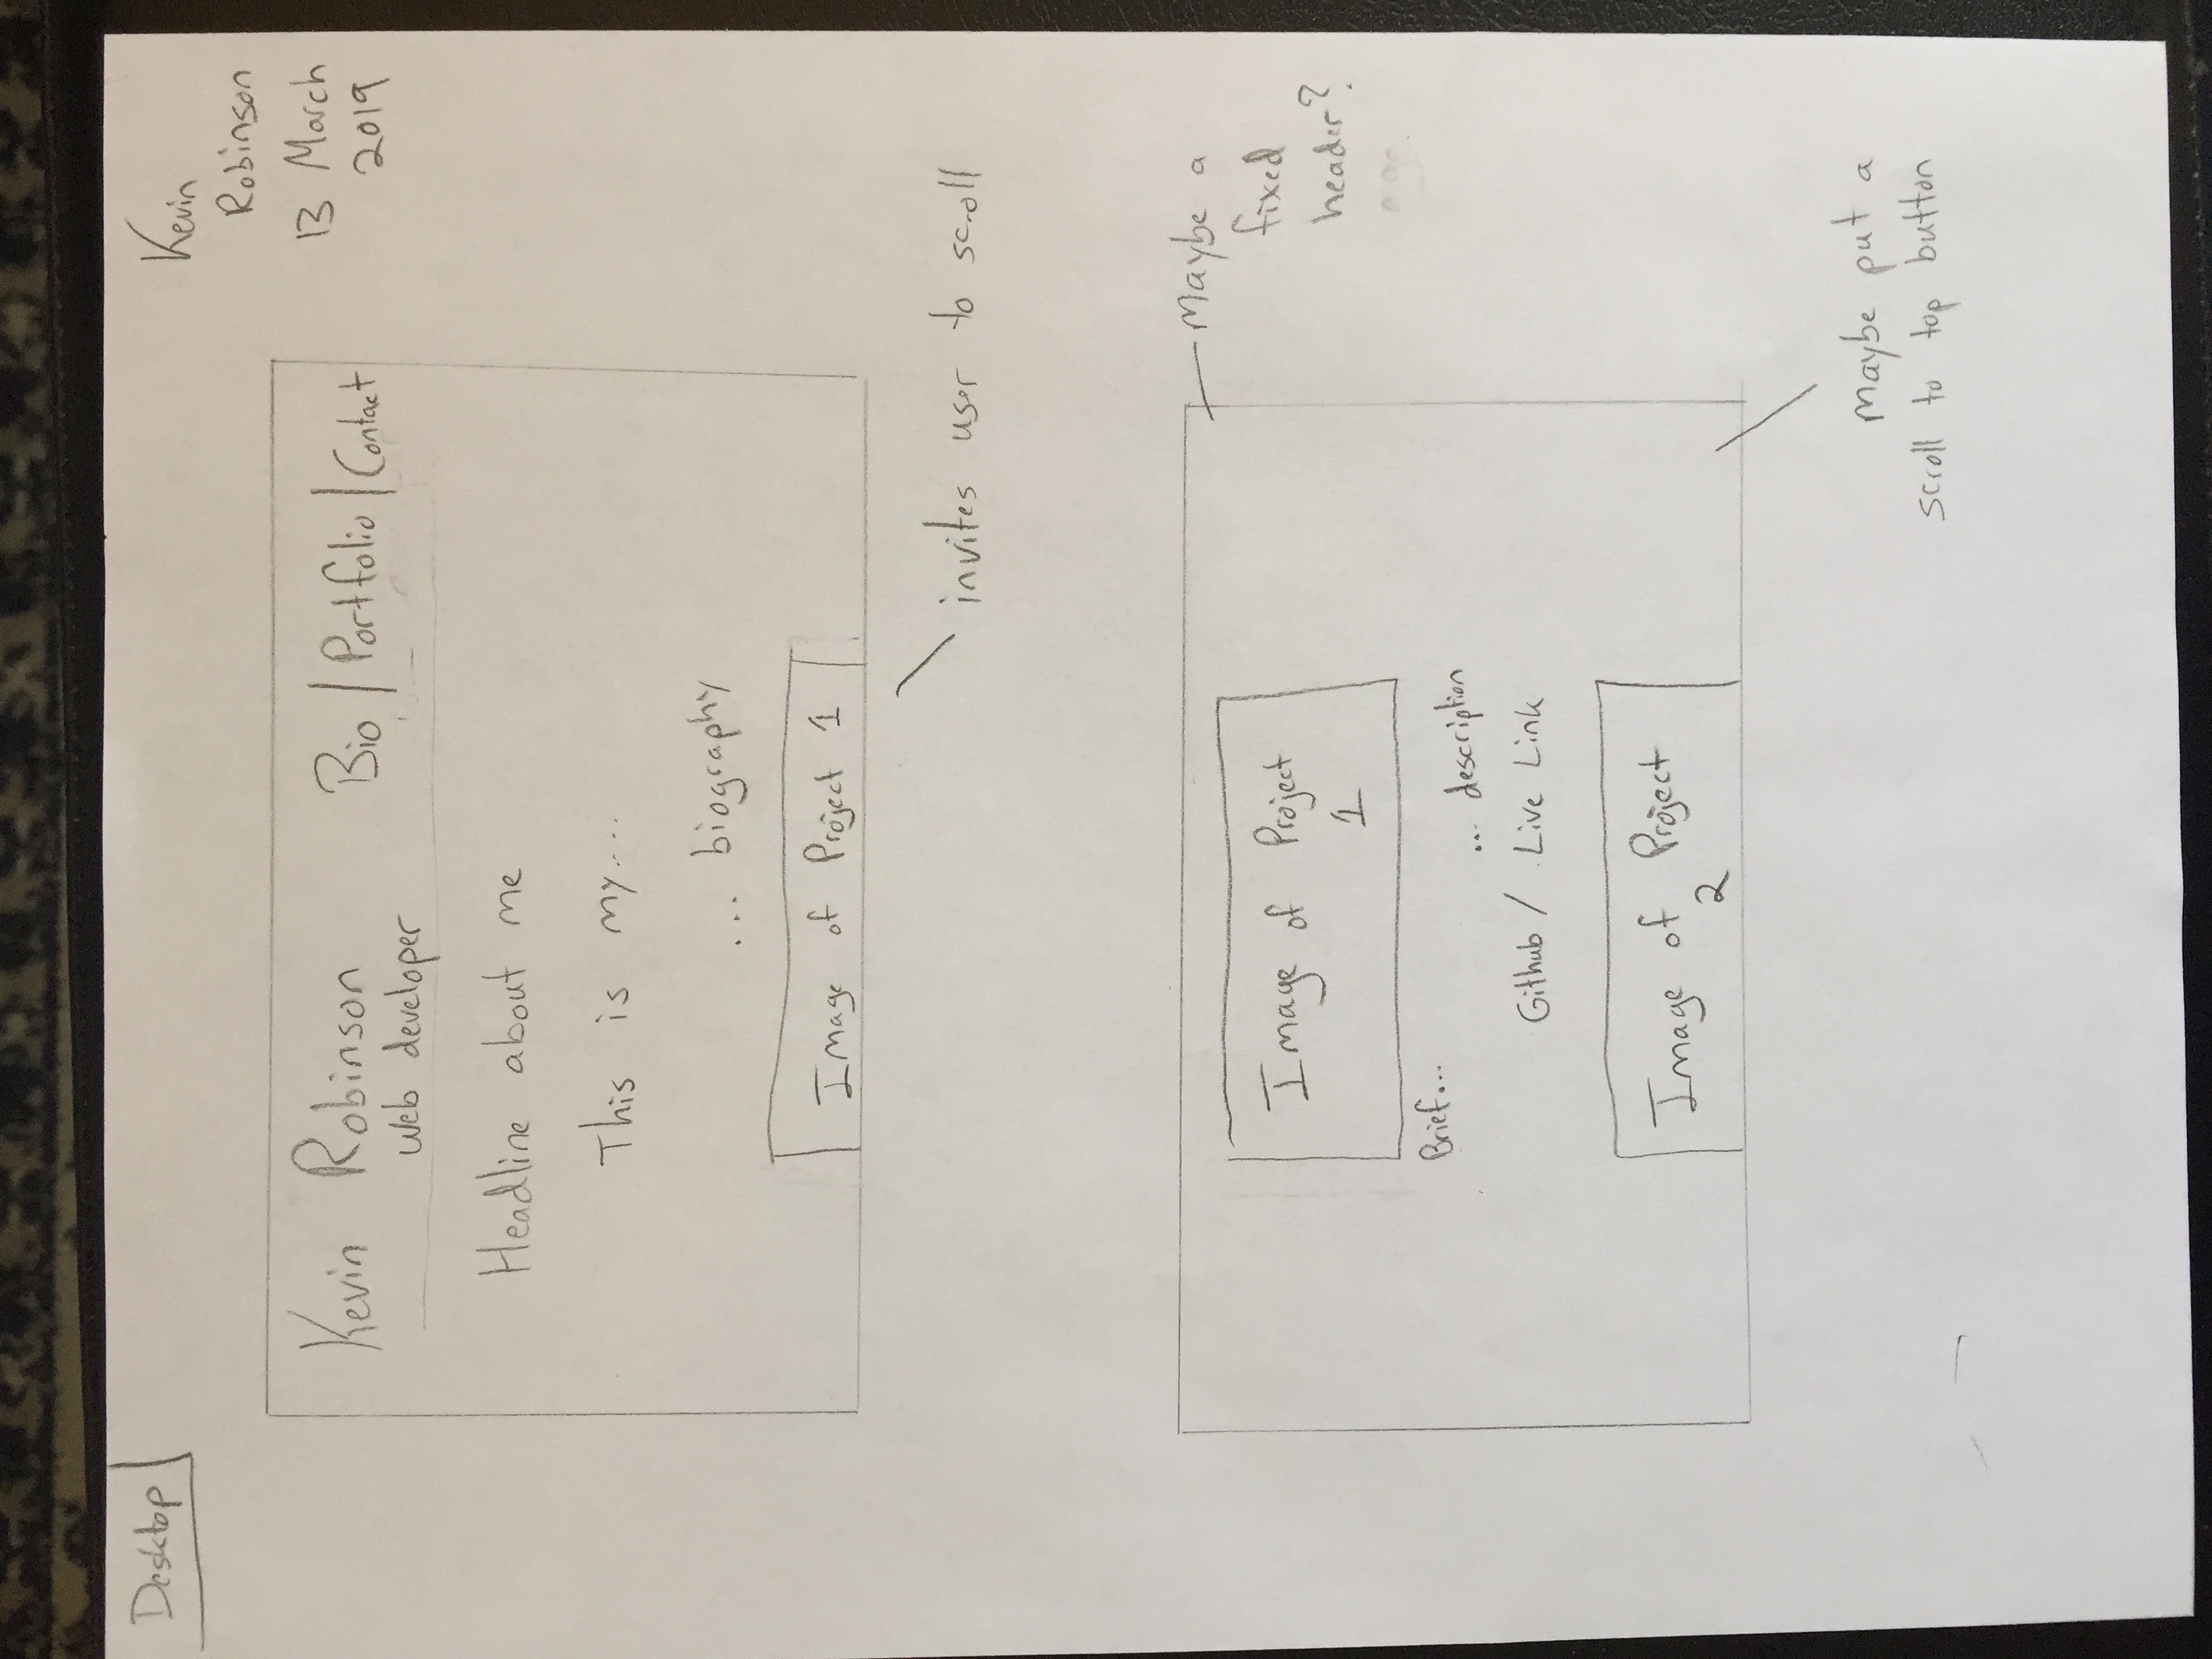 Desktop
Kevin
Robinson
13 March
2019
Kevin Robinson
web developer
Bio | Portfolio | Contact
Headline about me
This is my....
... biography
Image of Project 1
invites user to scroll
Maybe a
fixed
header?
Image of Project
1
Brief...
... description
Github / Live Link
Image of Project
2
Maybe put a
scroll to top button